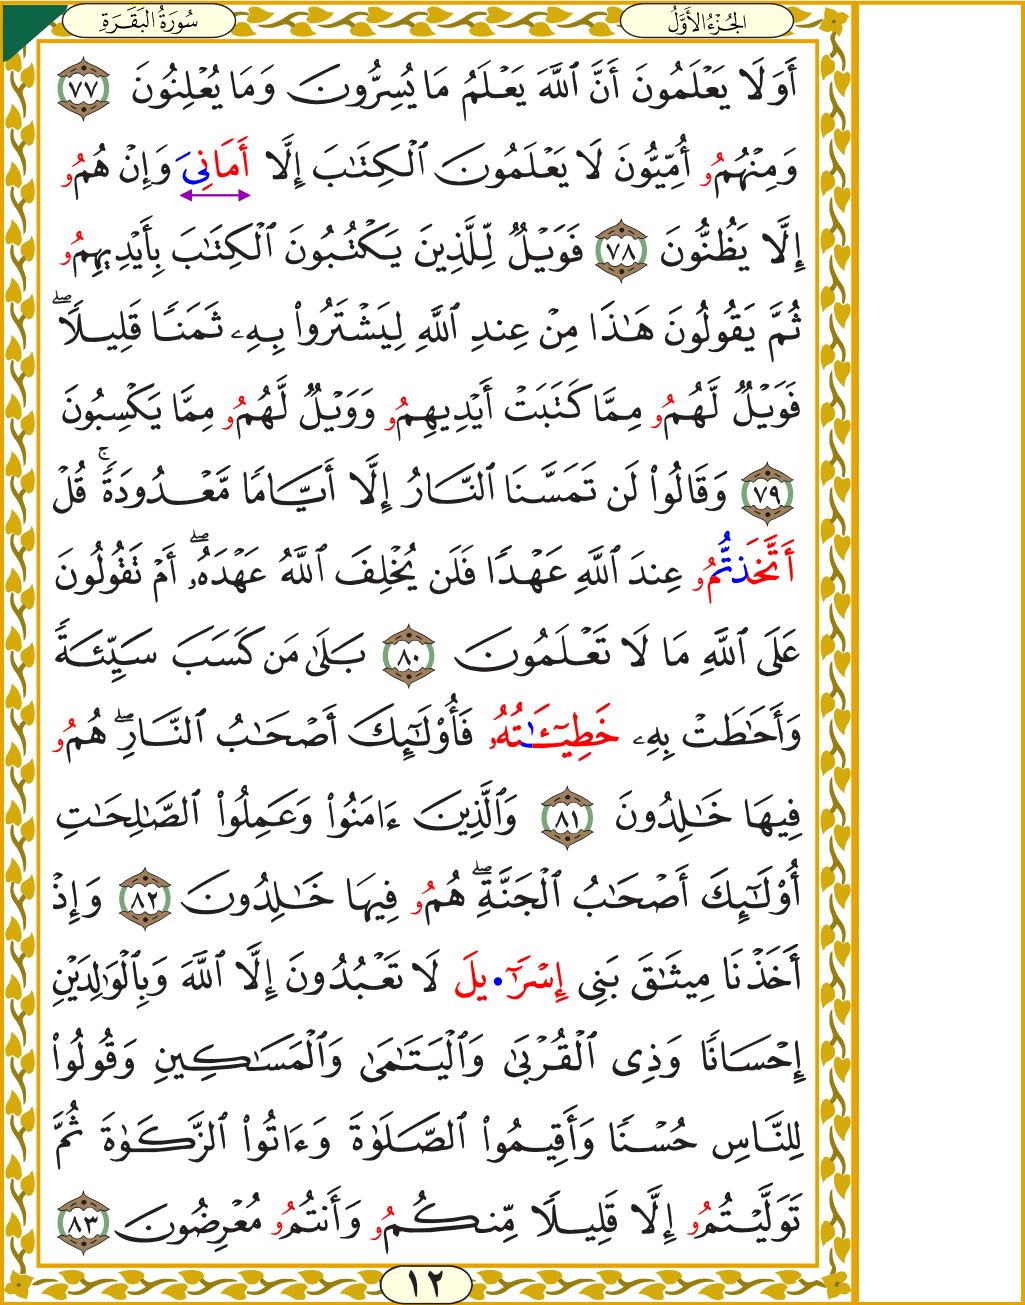 سُورَةُ البَقَرَةِ
الجُزْءُ الأَوَّلُ
أَوَلَا يَعْلَمُونَ أَنَّ ٱللَّهَ يَعْلَمُ مَا يُسِرُّونَ وَمَا يُعْلِنُونَ ٧٧
وَمِنْهُمُۥ أُمِّيُّونَ لَا يَعْلَمُونَ ٱلْكِتَٰبَ إِلَّا أَمَانِىَ وَإِنْ هُمُۥ
إِلَّا يَظُنُّونَ ٧٨ فَوَيْلٌ لِّلَّذِينَ يَكْتُبُونَ ٱلْكِتَٰبَ بِأَيْدِيهِمُۥ
ثُمَّ يَقُولُونَ هَٰذَا مِنْ عِندِ ٱللَّهِ لِيَشْتَرُوا۟ بِهِۦ ثَمَنًا قَلِيلًاۖ
فَوَيْلٌ لَّهُمُۥ مِمَّا كَتَبَتْ أَيْدِيهِمُۥ وَوَيْلٌ لَّهُمُۥ مِمَّا يَكْسِبُونَ
٧٩ وَقَالُوا۟ لَن تَمَسَّنَا ٱلنَّارُ إِلَّا أَيَّامًا مَّعْدُودَةًۚ قُلْ
أَتَّخَذتُّمُۥ عِندَ ٱللَّهِ عَهْدًا فَلَن يُخْلِفَ ٱللَّهُ عَهْدَهُۥۖ أَمْ تَقُولُونَ
عَلَى ٱللَّهِ مَا لَا تَعْلَمُونَ ٨٠ بَلَىٰ مَن كَسَبَ سَيِّئَةً
وَأَحَٰطَتْ بِهِۦ خَطِيٓـَٰٔتُهُۥ فَأُو۟لَٰٓئِكَ أَصْحَٰبُ ٱلنَّارِۖ هُمُۥ
فِيهَا خَٰلِدُونَ ٨١ وَٱلَّذِينَ ءَامَنُوا۟ وَعَمِلُوا۟ ٱلصَّٰلِحَٰتِ
أُو۟لَٰٓئِكَ أَصْحَٰبُ ٱلْجَنَّةِۖ هُمُۥ فِيهَا خَٰلِدُونَ ٨٢ وَإِذْ
أَخَذْنَا مِيثَٰقَ بَنِى إِسْرَٰٓ•يلَ لَا تَعْبُدُونَ إِلَّا ٱللَّهَ وَبِٱلْوَٰلِدَيْنِ
إِحْسَانًا وَذِى ٱلْقُرْبَىٰ وَٱلْيَتَٰمَىٰ وَٱلْمَسَٰكِينِ وَقُولُوا۟
لِلنَّاسِ حُسْنًا وَأَقِيمُوا۟ ٱلصَّلَوٰةَ وَءَاتُوا۟ ٱلزَّكَوٰةَ ثُمَّ
تَوَلَّيْتُمُۥ إِلَّا قَلِيلًا مِّنكُمُۥ وَأَنتُمُۥ مُعْرِضُونَ ٨٣
١٢